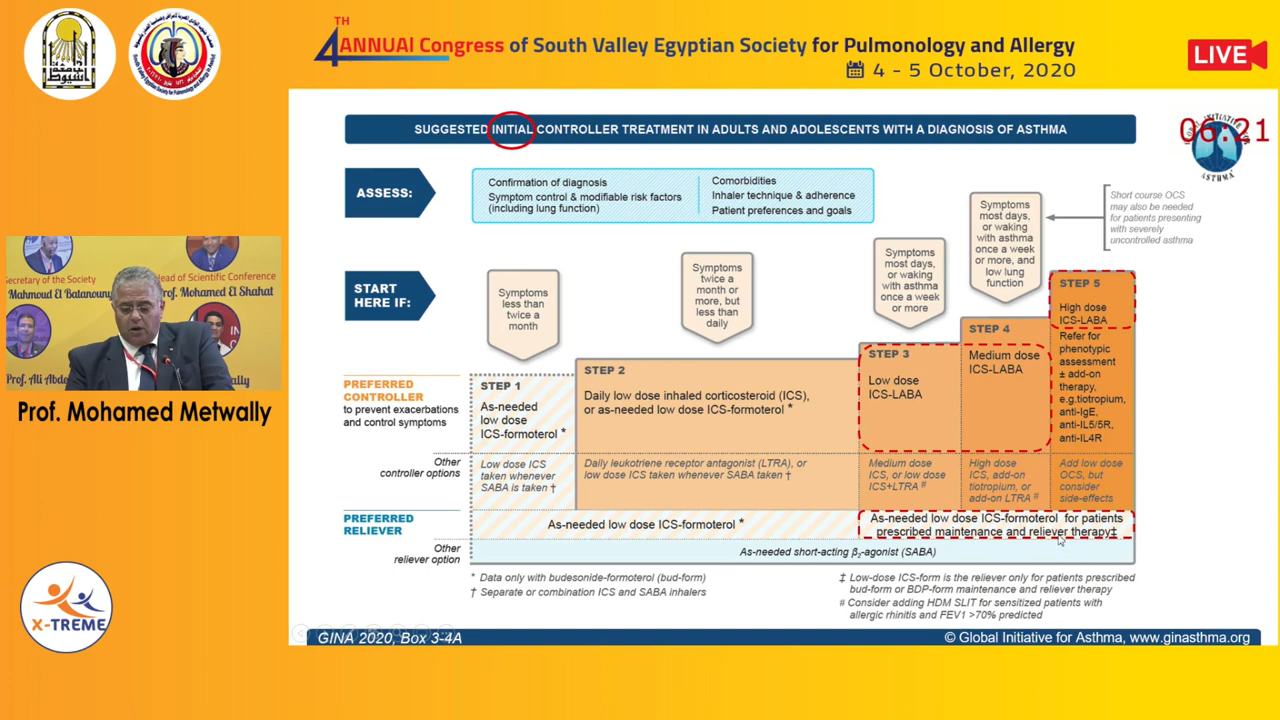 4TH ANNUAl Congress of South Valley Egyptian Society for Pulmonology and Allergy
4 - 5 October, 2020
LIVE
SUGGESTED INITIAL CONTROLLER TREATMENT IN ADULTS AND ADOLESCENTS WITH A DIAGNOSIS OF ASTHMA
06:21
ASTHMA
ASSESS:
Confirmation of diagnosis
Symptom control & modifiable risk factors
(including lung function)
Comorbidities
Inhaler technique & adherence
Patient preferences and goals
START
HERE IF:
Symptoms
less than
twice a
month
Symptoms
twice a
month or
more, but
less than
daily
Symptoms
most days,
or waking
with asthma
once a week
or more
Symptoms
most days,
or waking
with asthma
once a week
or more, and
low lung
function
Short course OCS
may also be needed
for patients presenting
with severely
uncontrolled asthma
PREFERRED
CONTROLLER
to prevent exacerbations
and control symptoms
STEP 1
As-needed
low dose
ICS-formoterol *
STEP 2
Daily low dose inhaled corticosteroid (ICS),
or as-needed low dose ICS-formoterol *
STEP 3
Low dose
ICS-LABA
STEP 4
Medium dose
ICS-LABA
STEP 5
High dose
ICS-LABA
Refer for
phenotypic
assessment
± add-on
therapy,
e.g.tiotropium,
anti-IgE,
anti-IL5/5R,
anti-IL4R
Other
controller options
Low dose ICS
taken whenever
SABA is taken †
Daily leukotriene receptor antagonist (LTRA), or
low dose ICS taken whenever SABA taken †
Medium dose
ICS, or low dose
ICS+LTRA #
High dose
ICS, add-on
tiotropium, or
add-on LTRA #
Add low dose
OCS, but
consider
side-effects
PREFERRED
RELIEVER
As-needed low dose ICS-formoterol *
As-needed low dose ICS-formoterol for patients
prescribed maintenance and reliever therapy‡
Other
reliever option
As-needed short-acting β2-agonist (SABA)
* Data only with budesonide-formoterol (bud-form)
† Separate or combination ICS and SABA inhalers
‡ Low-dose ICS-form is the reliever only for patients prescribed
bud-form or BDP-form maintenance and reliever therapy
# Consider adding HDM SLIT for sensitized patients with
allergic rhinitis and FEV1 >70% predicted
GINA 2020, Box 3-4A
© Global Initiative for Asthma, www.ginasthma.org
Secretary of the Society
Mahmoud El Batanouny
Head of Scientific Conference
Prof. Mohamed El Shahat
Prof. Ali Abde
Prof. Mohamed Metwally
X-TREME